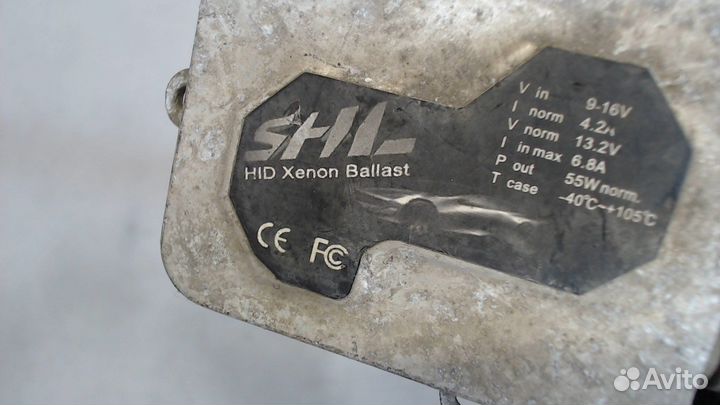 SHL
HID Xenon Ballast
CE FC
V in 9-16V
I norm 4.2A
V norm 13.2V
I in max 6.8A
P out 55W norm.
T case -40℃~+105℃
Avito